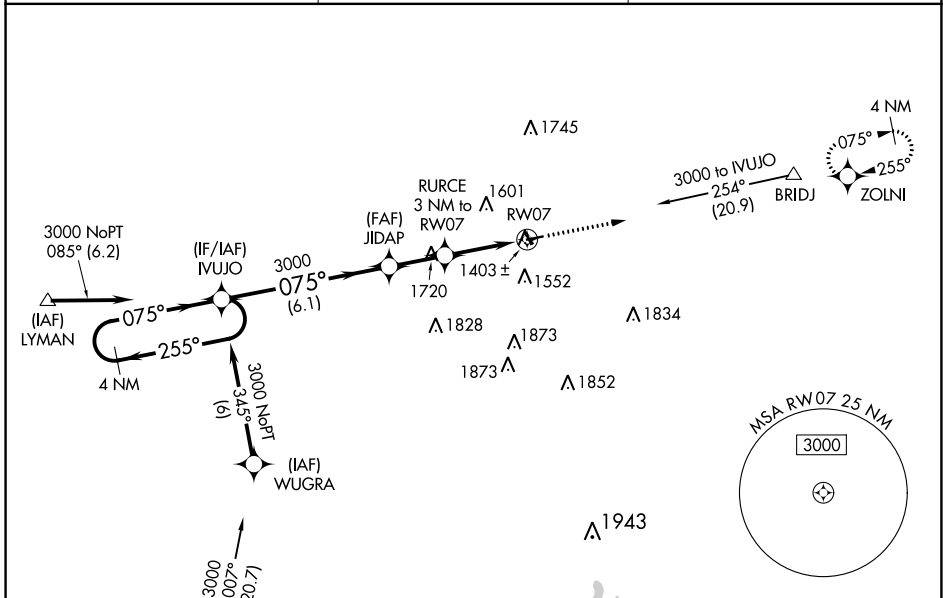 4 NM
075°
255°
1745
3000 to IVUJO
254°
(20.9)
BRIDJ
ZOLNI
RURCE
3 NM to
RW07
1601
RW07
(FAF)
JIDAP
3000 NoPT
085° (6.2)
(IF/IAF)
IVUJO
3000
075°
(6.1)
1403 ±
1720
1552
(IAF)
LYMAN
075°
255°
4 NM
1828
1873
1873
1834
1852
3000 NoPT
345°
(6)
(IAF)
WUGRA
MSA RW07 25 NM
3000
1943
3000
007°
20.7)